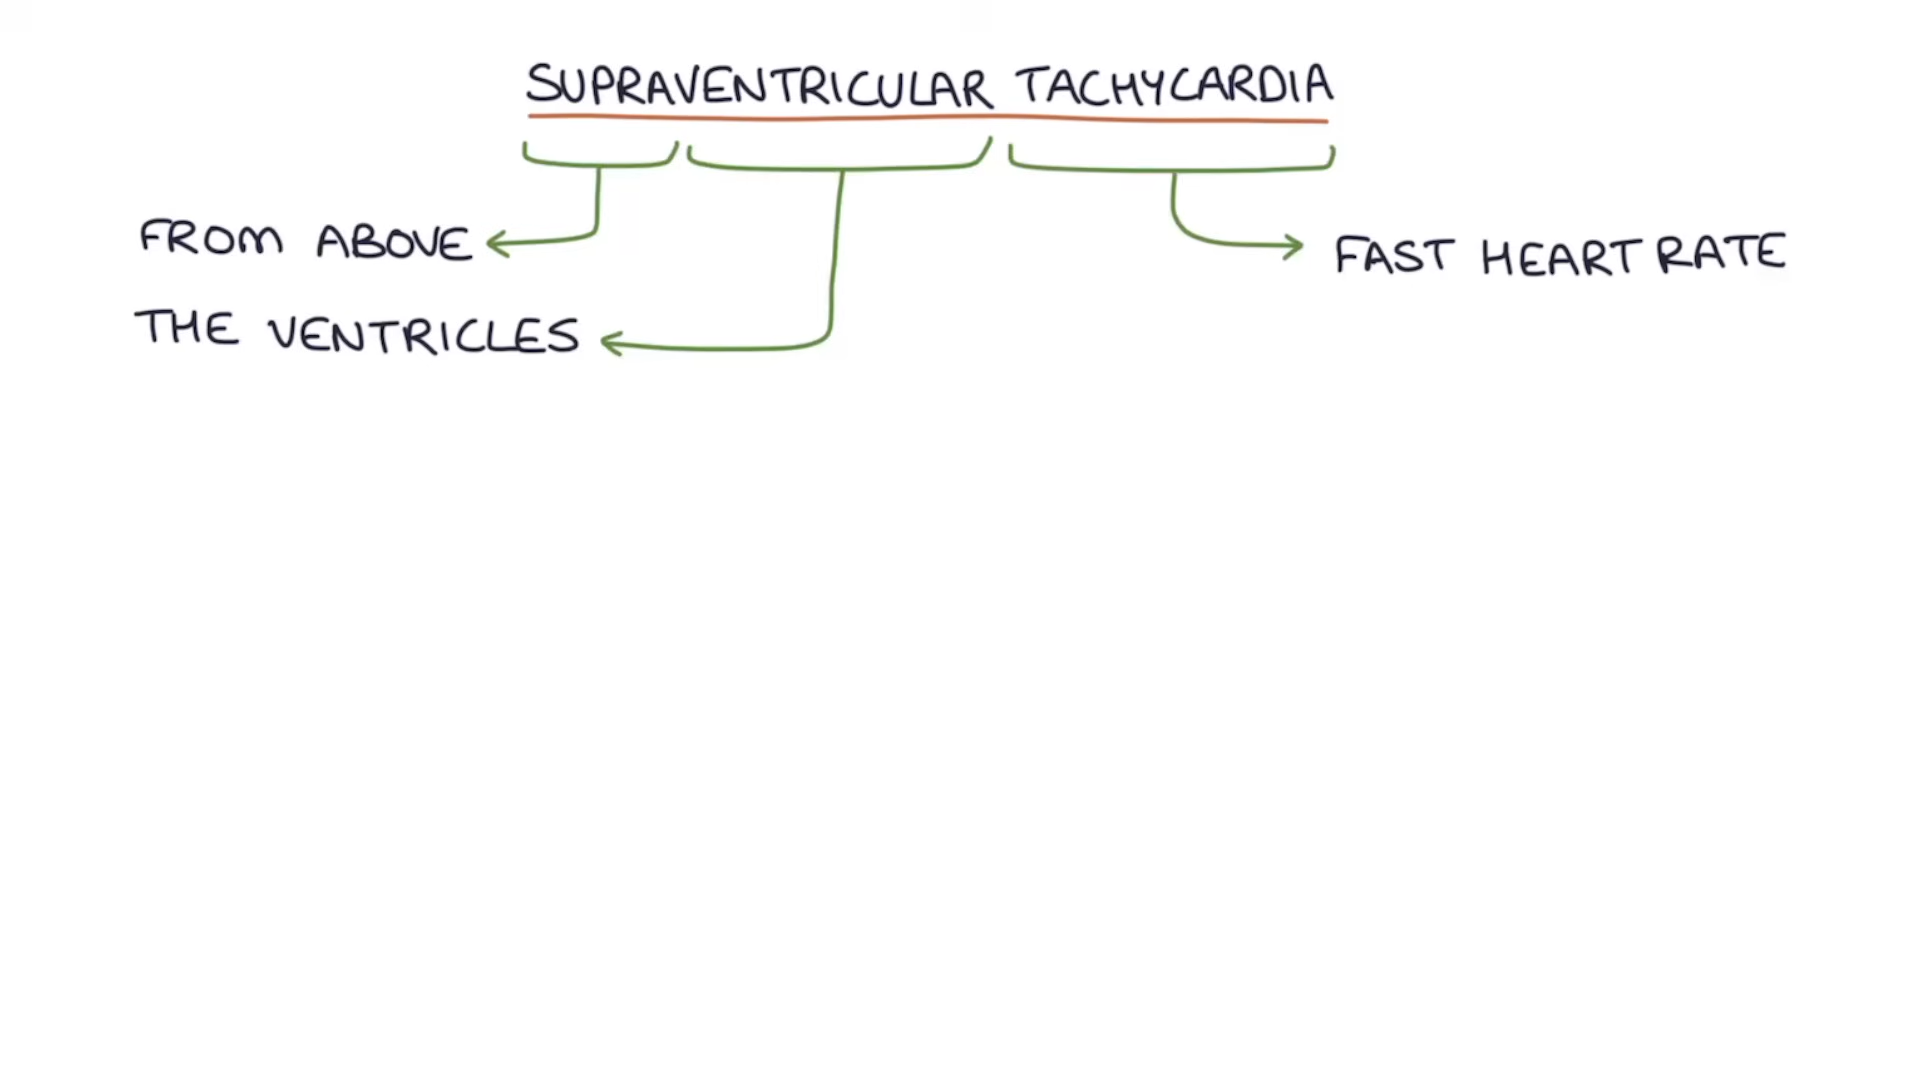 SUPRAVENTRICULAR TACHYCARDIA
FROM ABOVE
THE VENTRICLES
FAST HEART RATE